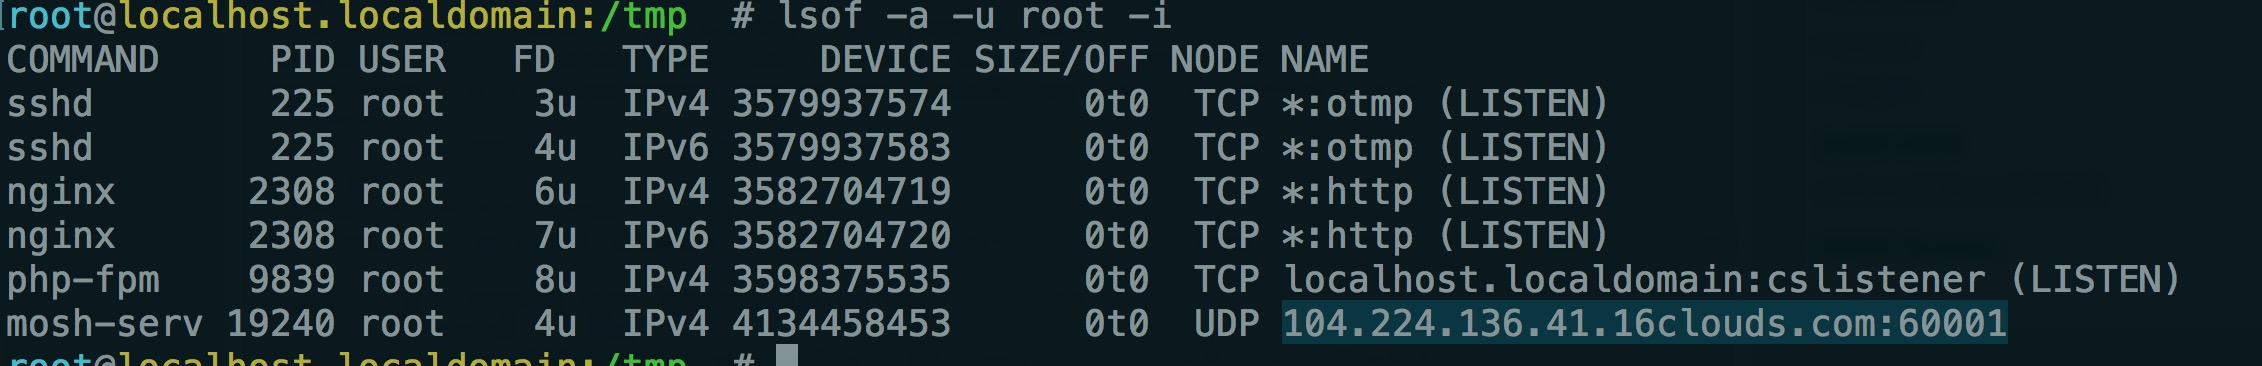 root@localhost.localdomain:/tmp  # lsof -a -u root -i
COMMAND     PID USER   FD   TYPE     DEVICE SIZE/OFF NODE NAME
sshd        225 root    3u  IPv4 3579937574      0t0  TCP *:otmp (LISTEN)
sshd        225 root    4u  IPv6 3579937583      0t0  TCP *:otmp (LISTEN)
nginx      2308 root    6u  IPv4 3582704719      0t0  TCP *:http (LISTEN)
nginx      2308 root    7u  IPv6 3582704720      0t0  TCP *:http (LISTEN)
php-fpm    9839 root    8u  IPv4 3598375535      0t0  TCP localhost.localdomain:cslistener (LISTEN)
mosh-serv 19240 root    4u  IPv4 4134458453      0t0  UDP 104.224.136.41.16clouds.com:60001
root@localhost.localdomain:/tmp  #